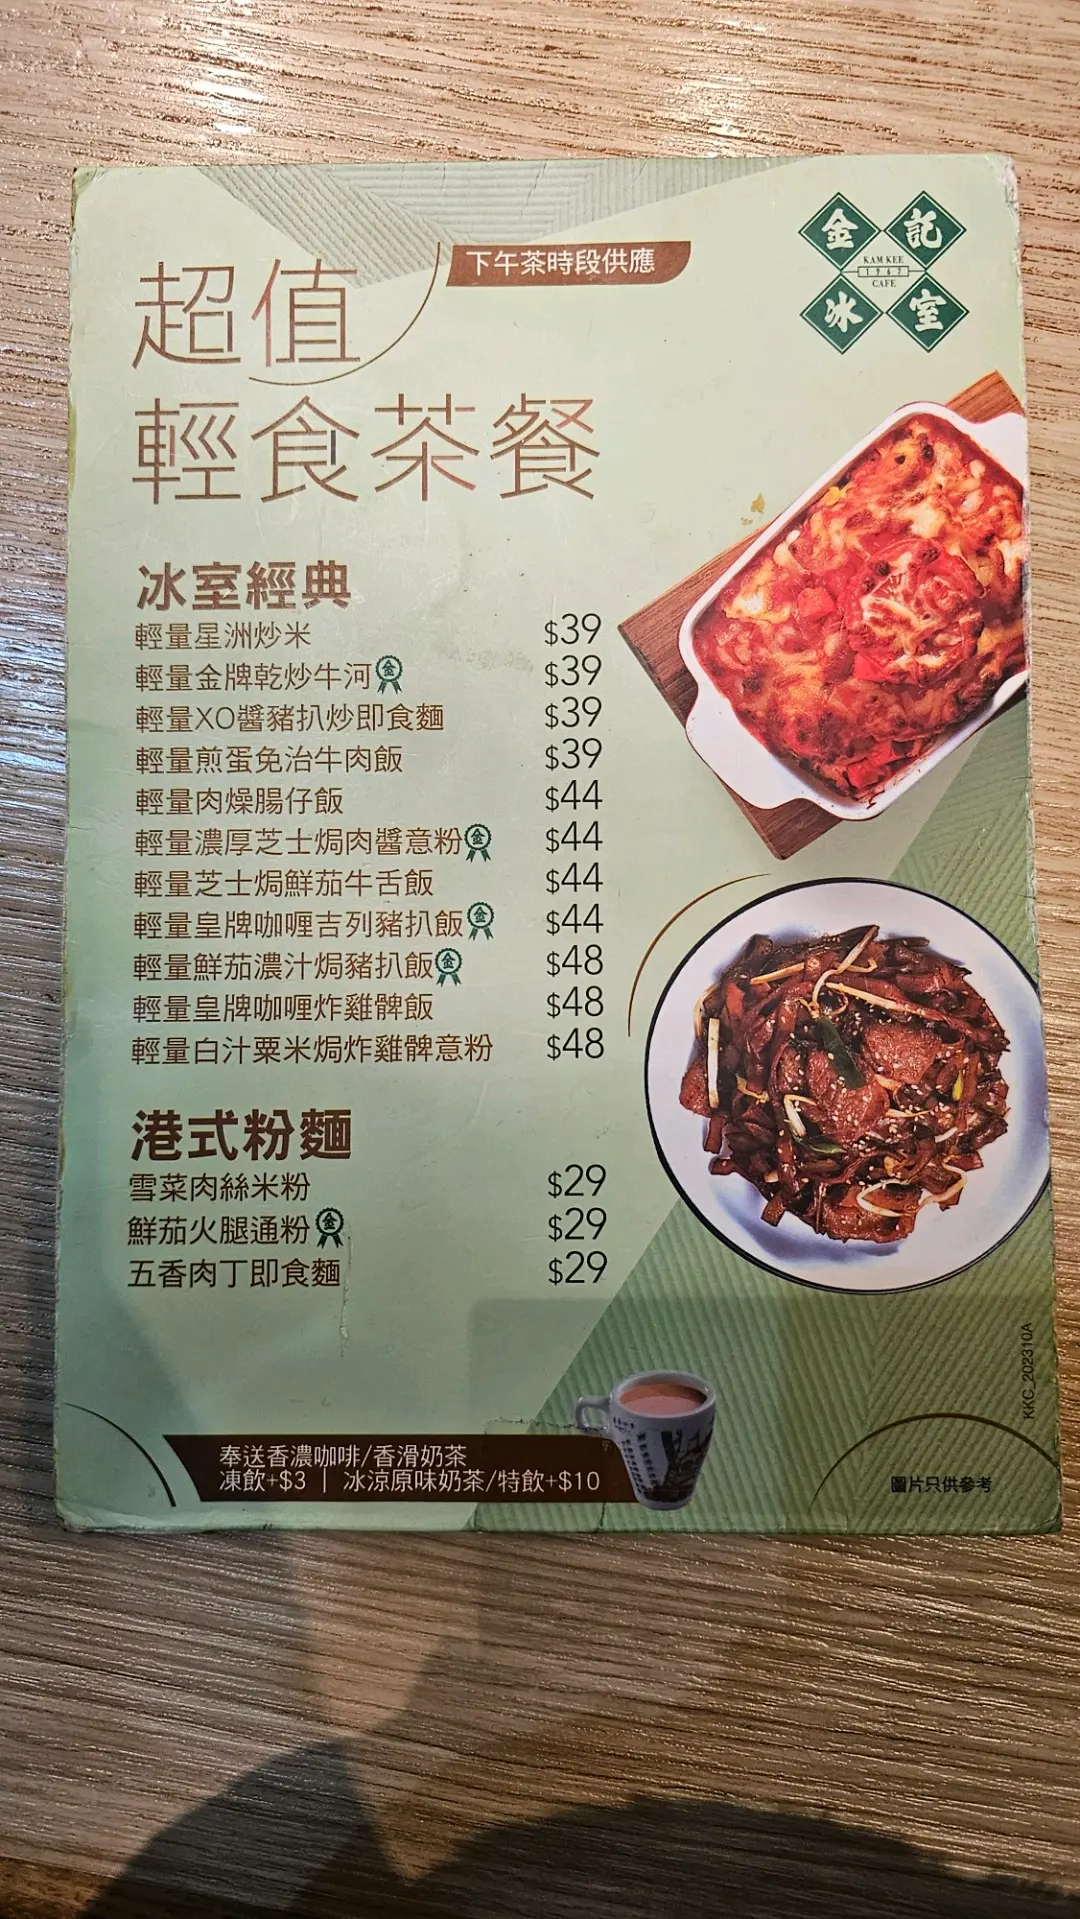 下午茶時段供應
超值
輕食茶餐
金記
KAM KEE
1967
CAFE
冰室
冰室經典
輕量星洲炒米 $39
輕量金牌乾炒牛河 金 $39
輕量XO醬豬扒炒即食麵 $39
輕量煎蛋免治牛肉飯 $39
輕量肉燥腸仔飯 $44
輕量濃厚芝士焗肉醬意粉 金 $44
輕量芝士焗鮮茄牛舌飯 $44
輕量皇牌咖喱吉列豬扒飯 金 $44
輕量鮮茄濃汁焗豬扒飯 金 $48
輕量皇牌咖喱炸雞髀飯 $48
輕量白汁粟米焗炸雞髀意粉 $48
港式粉麵
雪菜肉絲米粉 $29
鮮茄火腿通粉 金 $29
五香肉丁即食麵 $29
奉送香濃咖啡/香滑奶茶
凍飲+$3 | 冰涼原味奶茶/特飲+$10
圖片只供參考
KKC_202310A